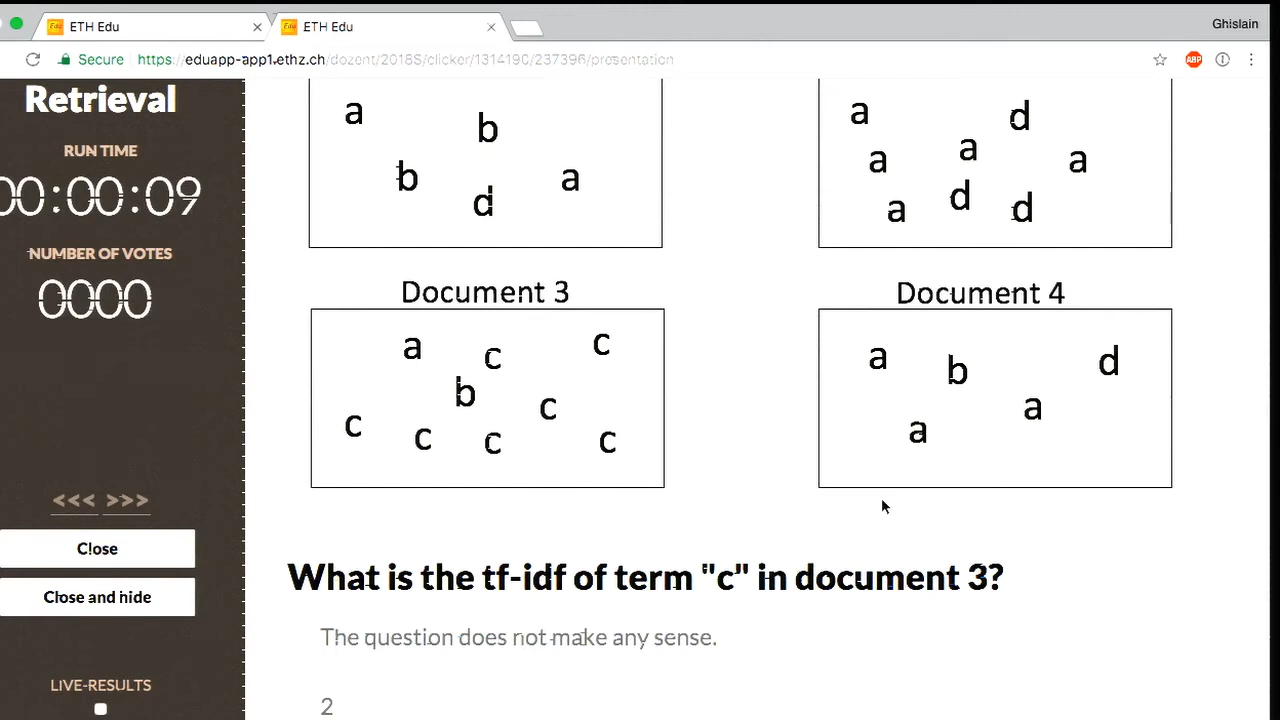 ETH Edu ETH Edu Ghislain
Secure https://eduapp-app1.ethz.ch/dozent/2018S/clicker/1314190/237396/presentation
ABP
Retrieval
RUN TIME
00:00:09
NUMBER OF VOTES
0000
<<< >>>
Close
Close and hide
LIVE-RESULTS
a b
b d a
a d
a a a
a d d
Document 3 Document 4
a c c
b
c c c c c
a b d
a a
What is the tf-idf of term "c" in document 3?
The question does not make any sense.
2